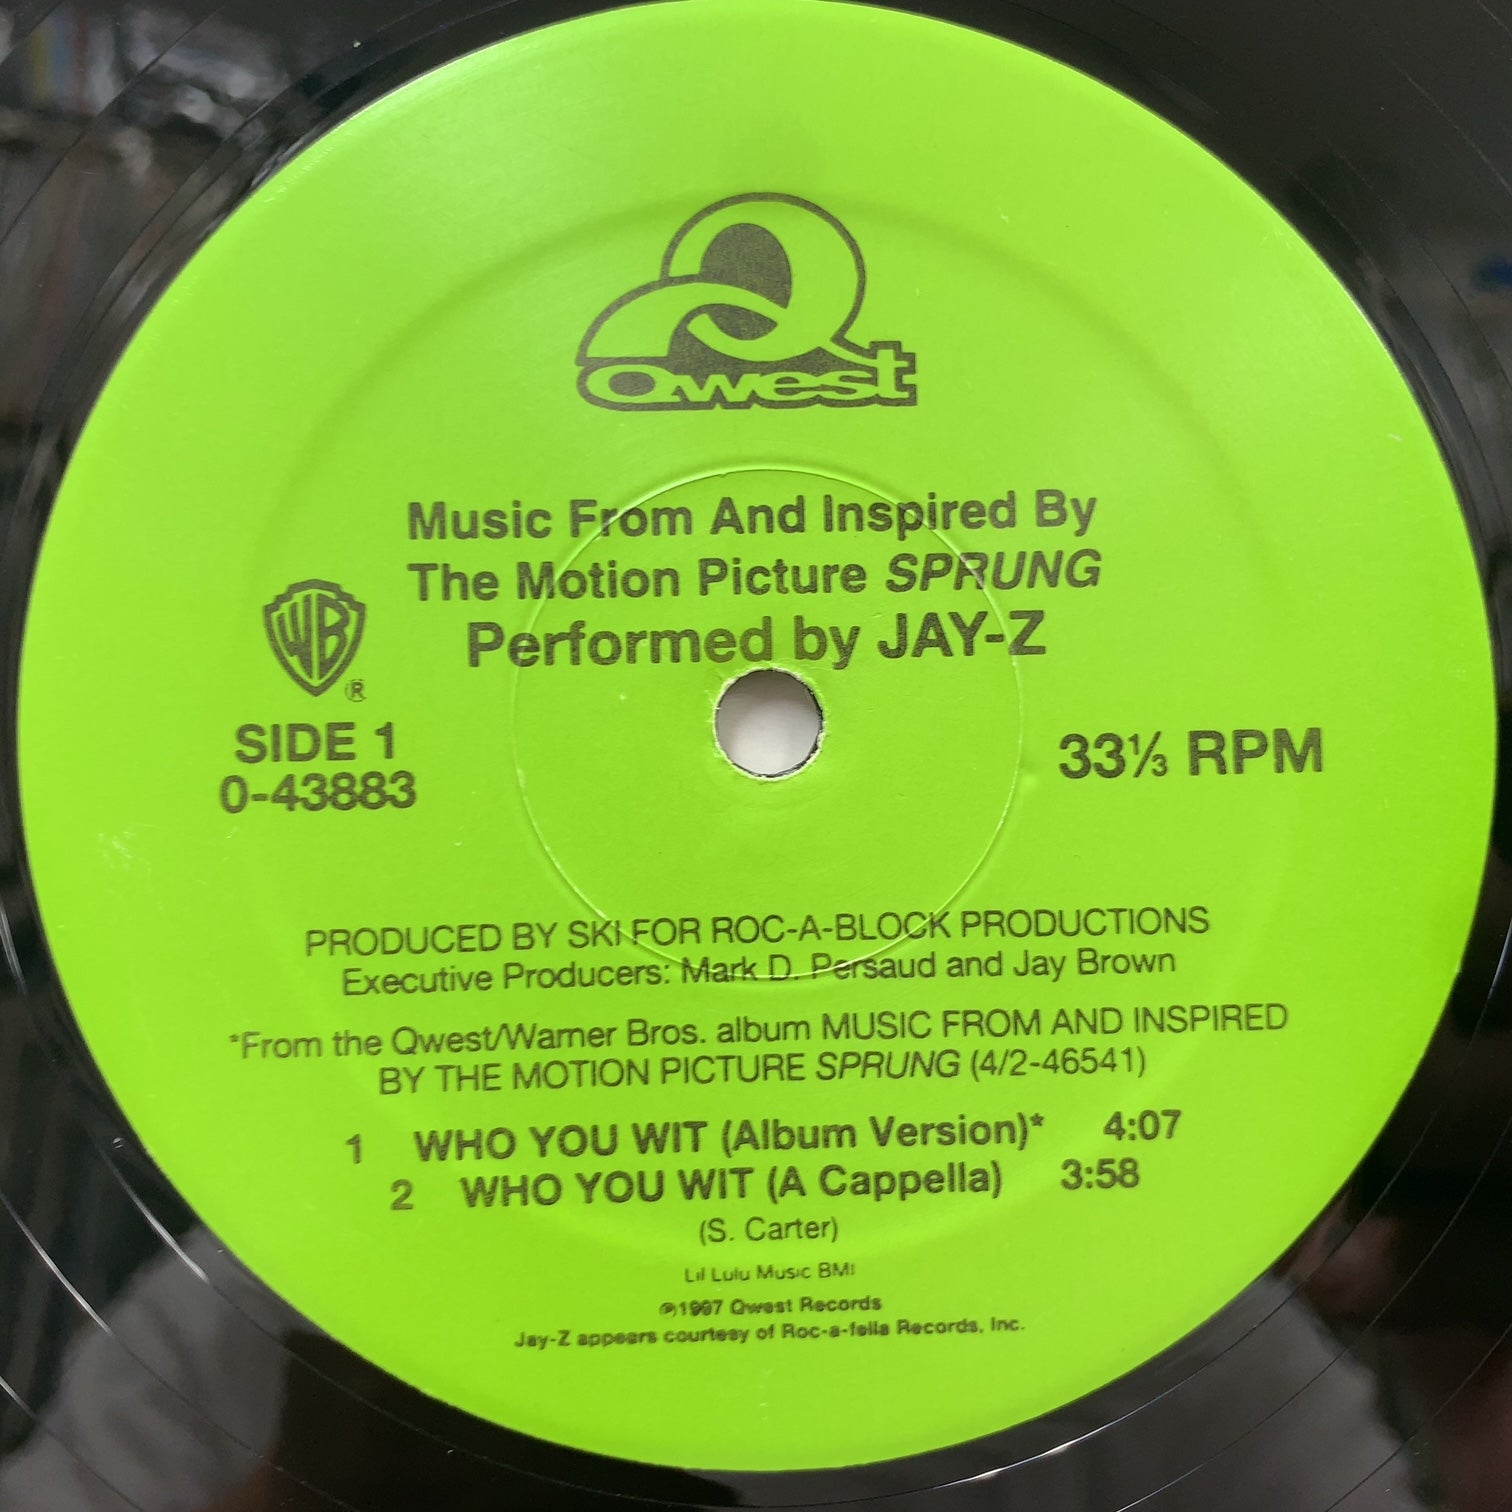 Qwest
Music From And Inspired By
The Motion Picture SPRUNG
Performed by JAY-Z
WB
®
SIDE 1
0-43883
33⅓ RPM
PRODUCED BY SKI FOR ROC-A-BLOCK PRODUCTIONS
Executive Producers: Mark D. Persaud and Jay Brown
*From the Qwest/Warner Bros. album MUSIC FROM AND INSPIRED
BY THE MOTION PICTURE SPRUNG (4/2-46541)
1 WHO YOU WIT (Album Version)* 4:07
2 WHO YOU WIT (A Cappella) 3:58
(S. Carter)
Lil Lulu Music BMI
℗1997 Qwest Records
Jay-Z appears courtesy of Roc-a-fella Records, Inc.